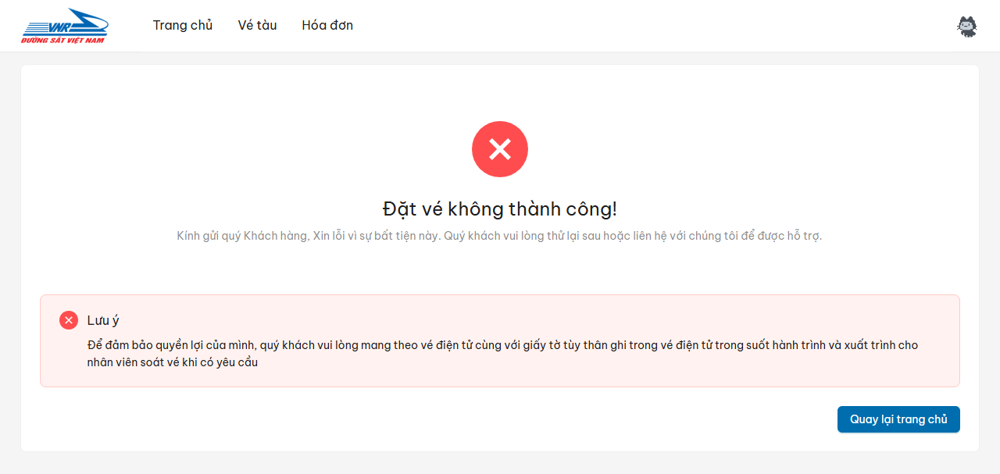 VNR
ĐƯỜNG SẮT VIỆT NAM
Trang chủ
Vé tàu
Hóa đơn
Đặt vé không thành công!
Kính gửi quý Khách hàng, Xin lỗi vì sự bất tiện này. Quý khách vui lòng thử lại sau hoặc liên hệ với chúng tôi để được hỗ trợ.
Lưu ý
Để đảm bảo quyền lợi của mình, quý khách vui lòng mang theo vé điện tử cùng với giấy tờ tùy thân ghi trong vé điện tử trong suốt hành trình và xuất trình cho
nhân viên soát vé khi có yêu cầu
Quay lại trang chủ